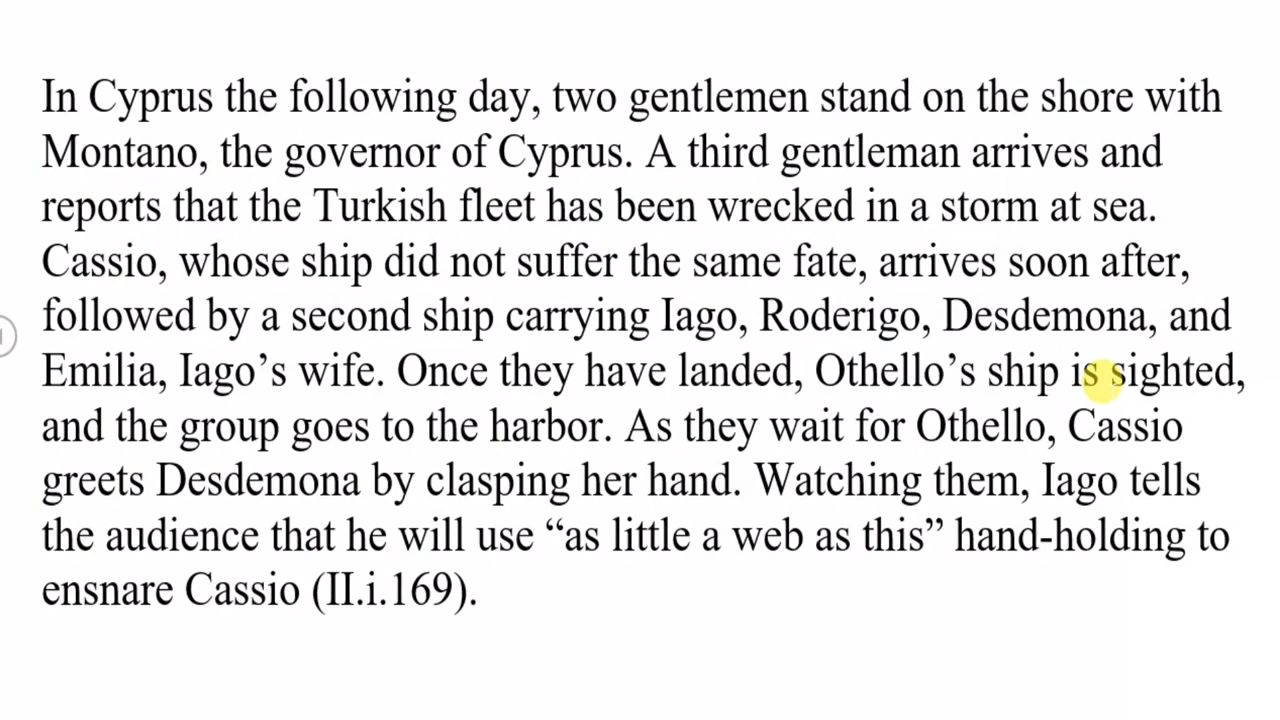 In Cyprus the following day, two gentlemen stand on the shore with
Montano, the governor of Cyprus. A third gentleman arrives and
reports that the Turkish fleet has been wrecked in a storm at sea.
Cassio, whose ship did not suffer the same fate, arrives soon after,
followed by a second ship carrying Iago, Roderigo, Desdemona, and
Emilia, Iago’s wife. Once they have landed, Othello’s ship is sighted,
and the group goes to the harbor. As they wait for Othello, Cassio
greets Desdemona by clasping her hand. Watching them, Iago tells
the audience that he will use “as little a web as this” hand-holding to
ensnare Cassio (II.i.169).